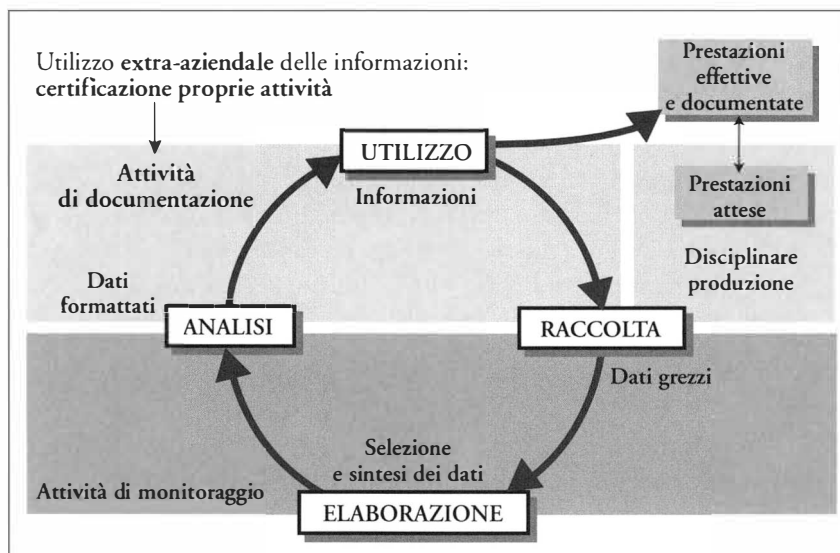 Utilizzo extra-aziendale delle informazioni:
certificazione proprie attività
Prestazioni
effettive
e documentate
UTILIZZO
Attività
di documentazione
Informazioni
Prestazioni
attese
Disciplinare
produzione
Dati
formattati
ANALISI
RACCOLTA
Dati grezzi
Selezione
e sintesi dei dati
Attività di monitoraggio
ELABORAZIONE